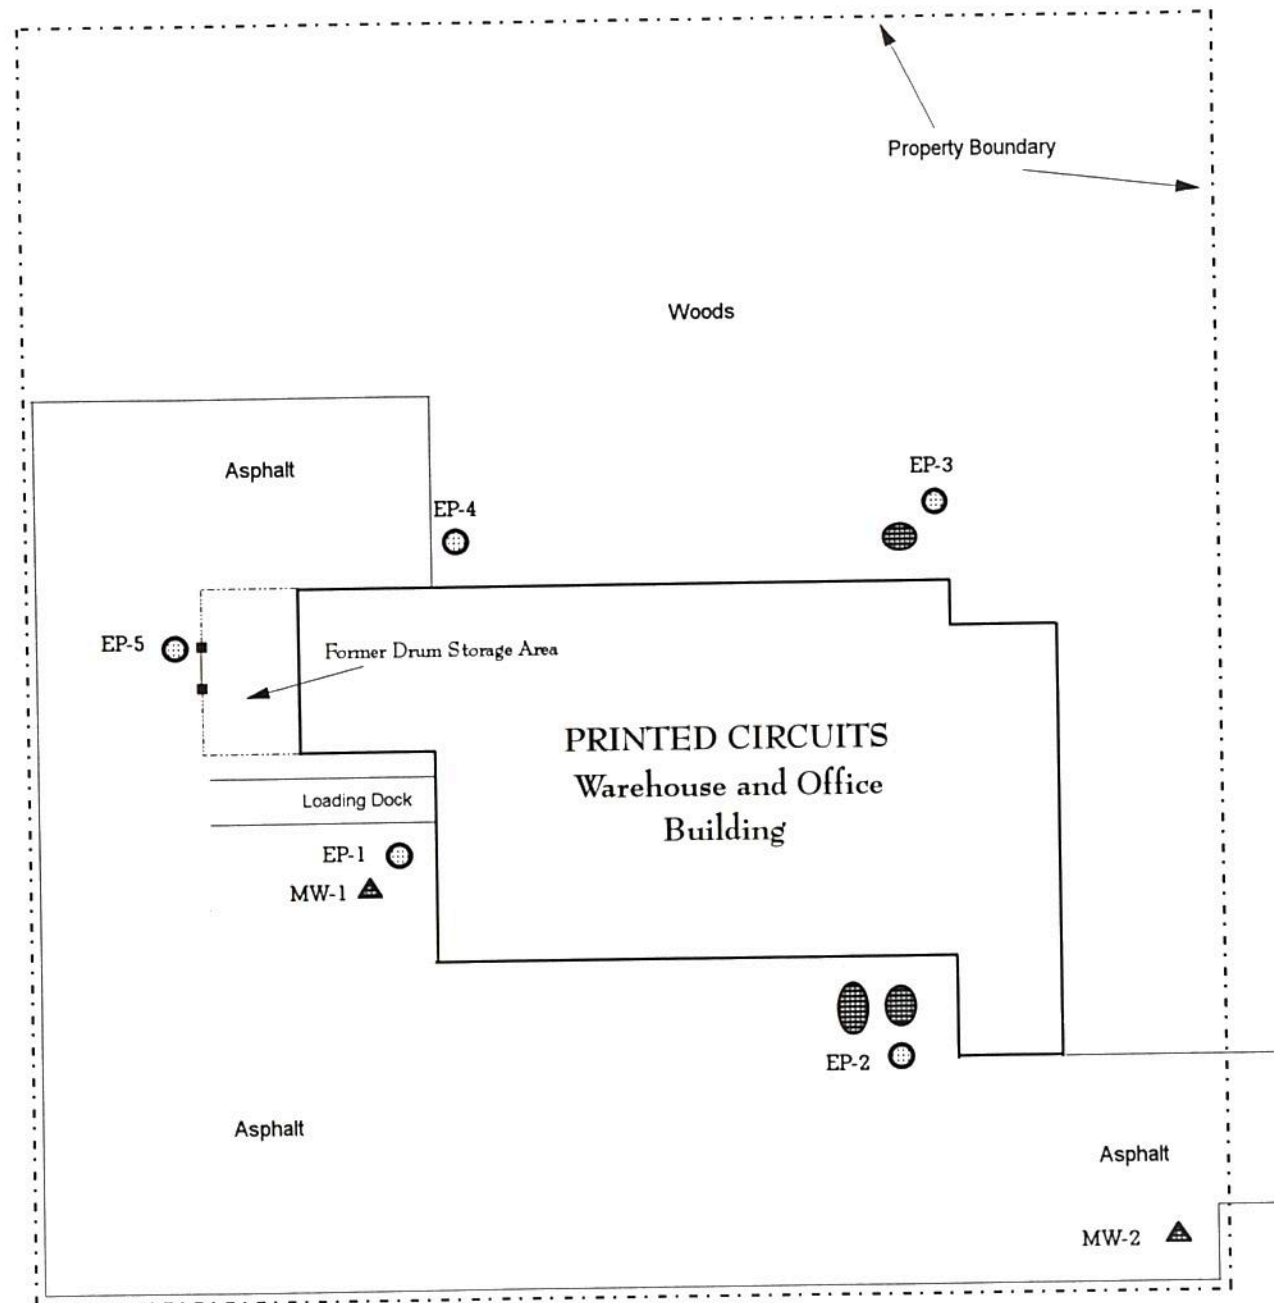 Property Boundary
Woods
Asphalt
EP-3
EP-4
EP-5
Former Drum Storage Area
PRINTED CIRCUITS
Warehouse and Office
Building
Loading Dock
EP-1
MW-1
EP-2
Asphalt
Asphalt
MW-2